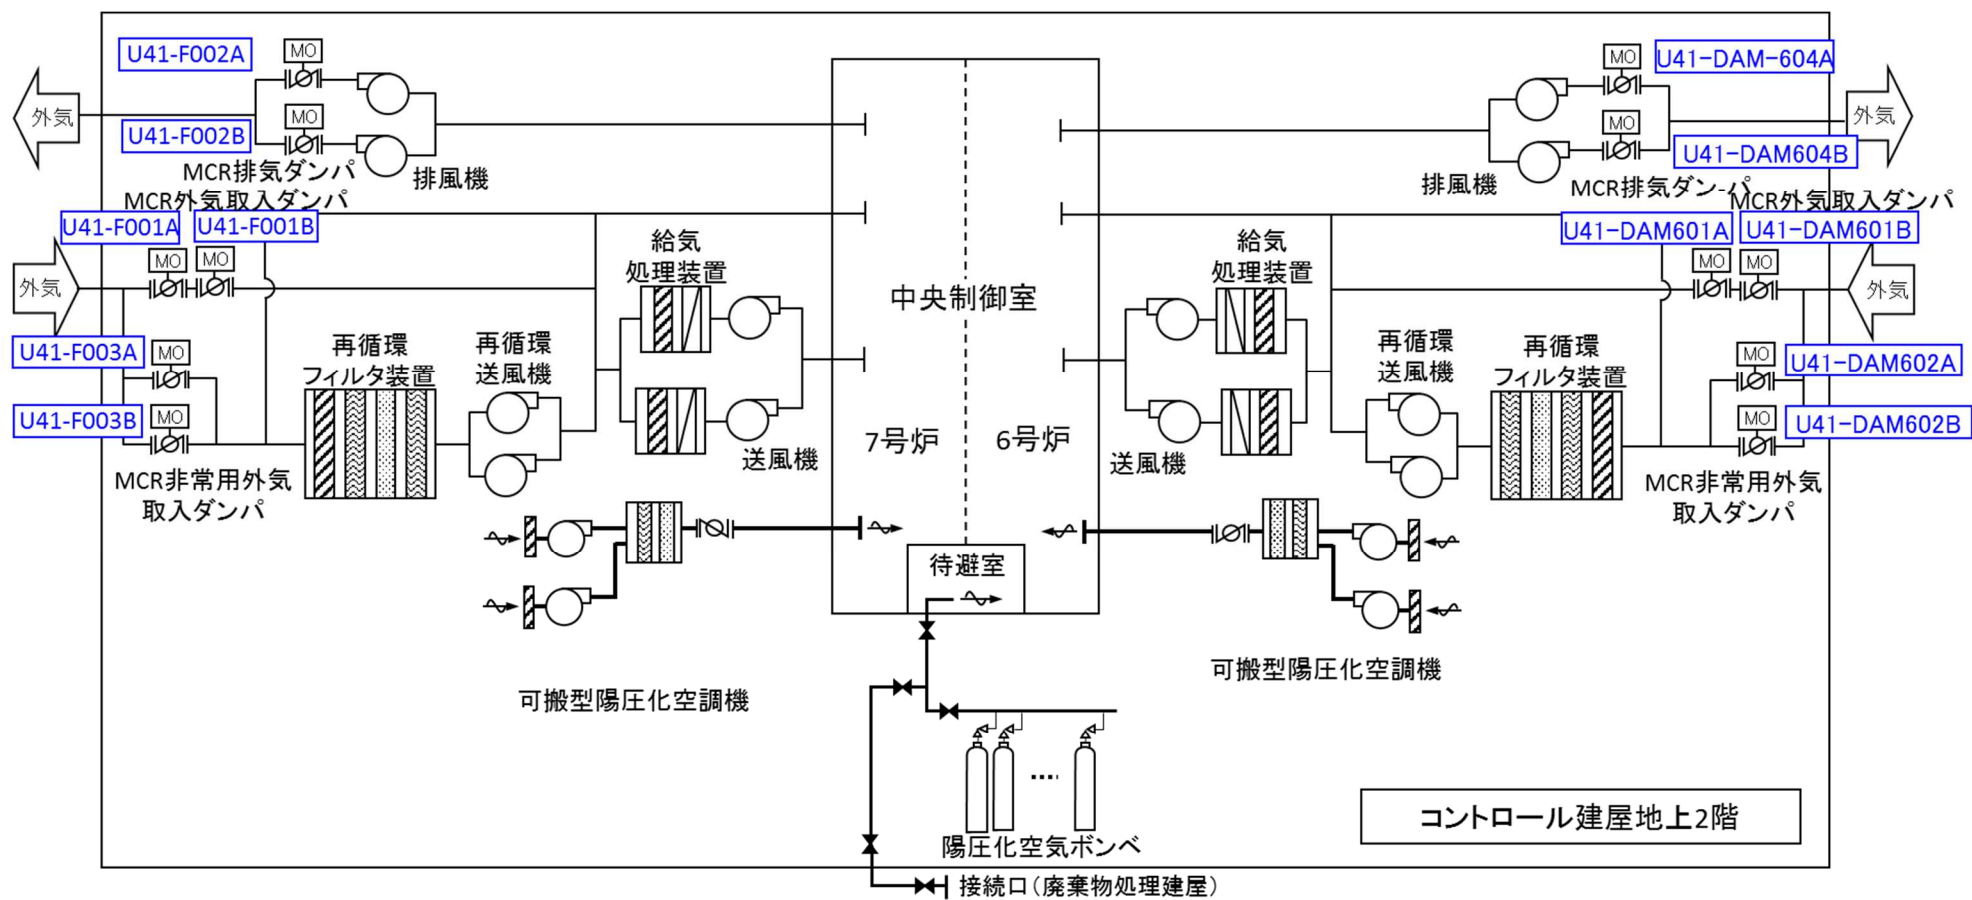 U41-F002A
MO
MO
U41-DAM-604A
外気
U41-F002B
MO
MO
外気
U41-DAM604B
MCR排気ダンパ
排風機
排風機
MCR排気ダン-パ
MCR外気取入ダンパ
MCR外気取入ダンパ
U41-F001A
U41-F001B
U41-DAM601A
U41-DAM601B
給気
処理装置
給気
処理装置
外気
MO
MO
中央制御室
MO
MO
外気
U41-F003A
MO
再循環
フィルタ装置
再循環
送風機
再循環
送風機
再循環
フィルタ装置
MO
U41-DAM602A
U41-F003B
MO
7号炉
6号炉
MO
U41-DAM602B
送風機
送風機
MCR非常用外気
取入ダンパ
MCR非常用外気
取入ダンパ
待避室
可搬型陽圧化空調機
可搬型陽圧化空調機
陽圧化空気ボンベ
コントロール建屋地上2階
接続口(廃棄物処理建屋)